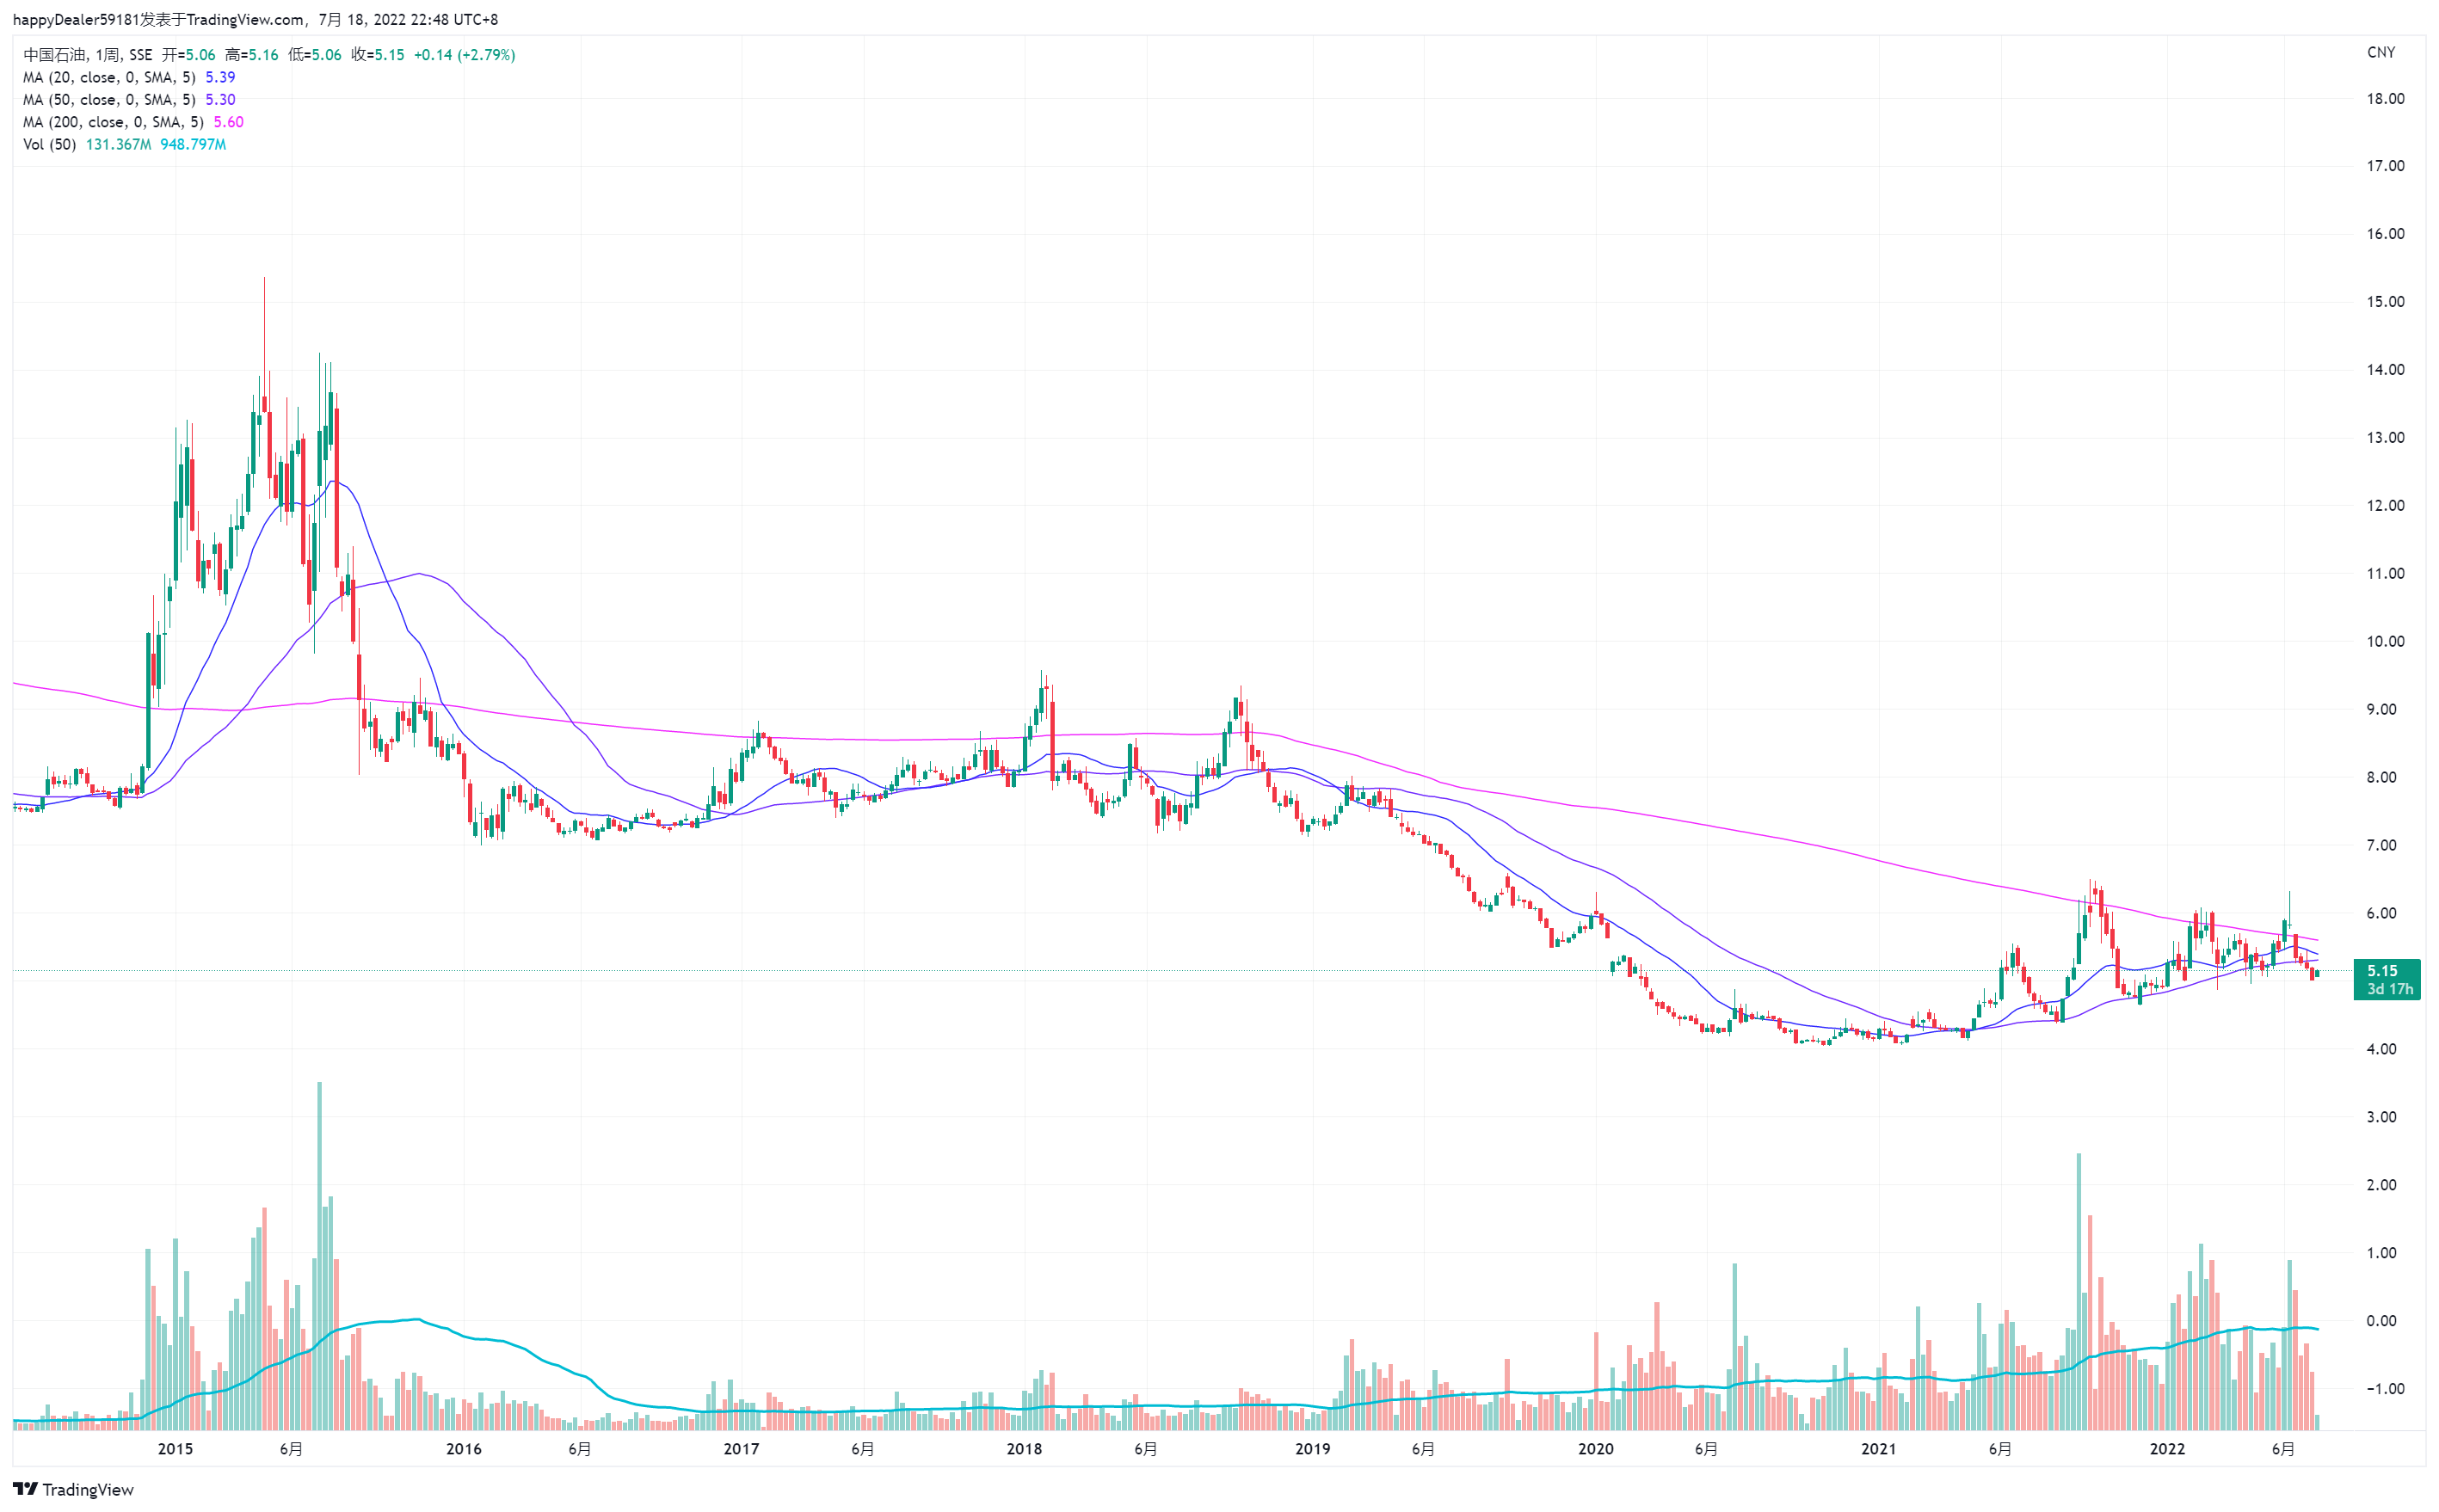 happyDealer59181发表于TradingView.com, 7月 18, 2022 22:48 UTC+8
中国石油, 1周, SSE 开=5.06 高=5.16 低=5.06 收=5.15 +0.14 (+2.79%)
MA (20, close, 0, SMA, 5) 5.39
MA (50, close, 0, SMA, 5) 5.30
MA (200, close, 0, SMA, 5) 5.60
Vol (50) 131.367M 948.797M
CNY
18.00
17.00
16.00
15.00
14.00
13.00
12.00
11.00
10.00
9.00
8.00
7.00
6.00
5.15
3d 17h
4.00
3.00
2.00
1.00
0.00
−1.00
2015 6月 2016 6月 2017 6月 2018 6月 2019 6月 2020 6月 2021 6月 2022 6月
TradingView